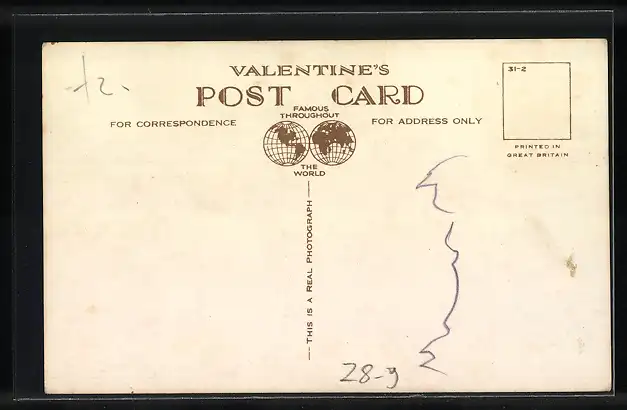 VALENTINE'S
POST CARD
FAMOUS
THROUGHOUT
THE
WORLD
FOR CORRESPONDENCE
FOR ADDRESS ONLY
31-2
PRINTED IN
GREAT BRITAIN
THIS IS A REAL PHOTOGRAPH
28-9